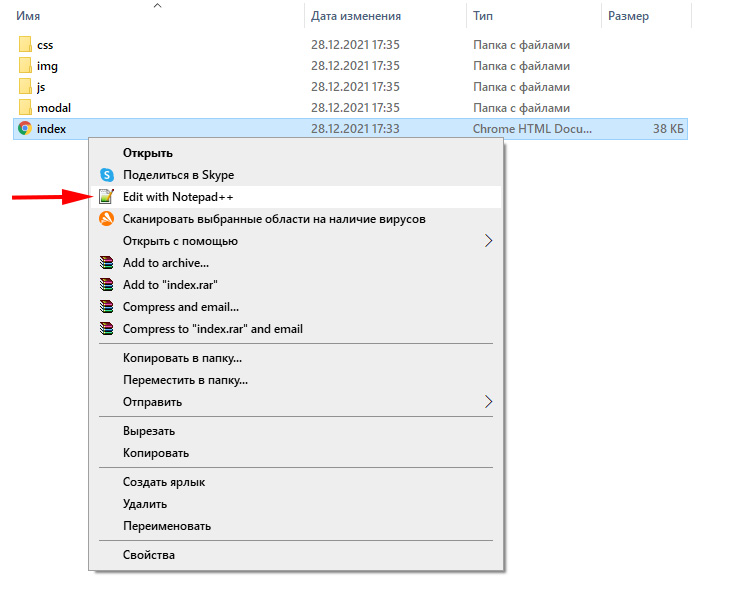 Имя Дата изменения Тип Размер
css 28.12.2021 17:35 Папка с файлами
img 28.12.2021 17:35 Папка с файлами
js 28.12.2021 17:35 Папка с файлами
modal 28.12.2021 17:35 Папка с файлами
index 28.12.2021 17:33 Chrome HTML Docu... 38 КБ
Открыть
Поделиться в Skype
Edit with Notepad++
Сканировать выбранные области на наличие вирусов
Открыть с помощью
Add to archive...
Add to "index.rar"
Compress and email...
Compress to "index.rar" and email
Копировать в папку...
Переместить в папку...
Отправить
Вырезать
Копировать
Создать ярлык
Удалить
Переименовать
Свойства